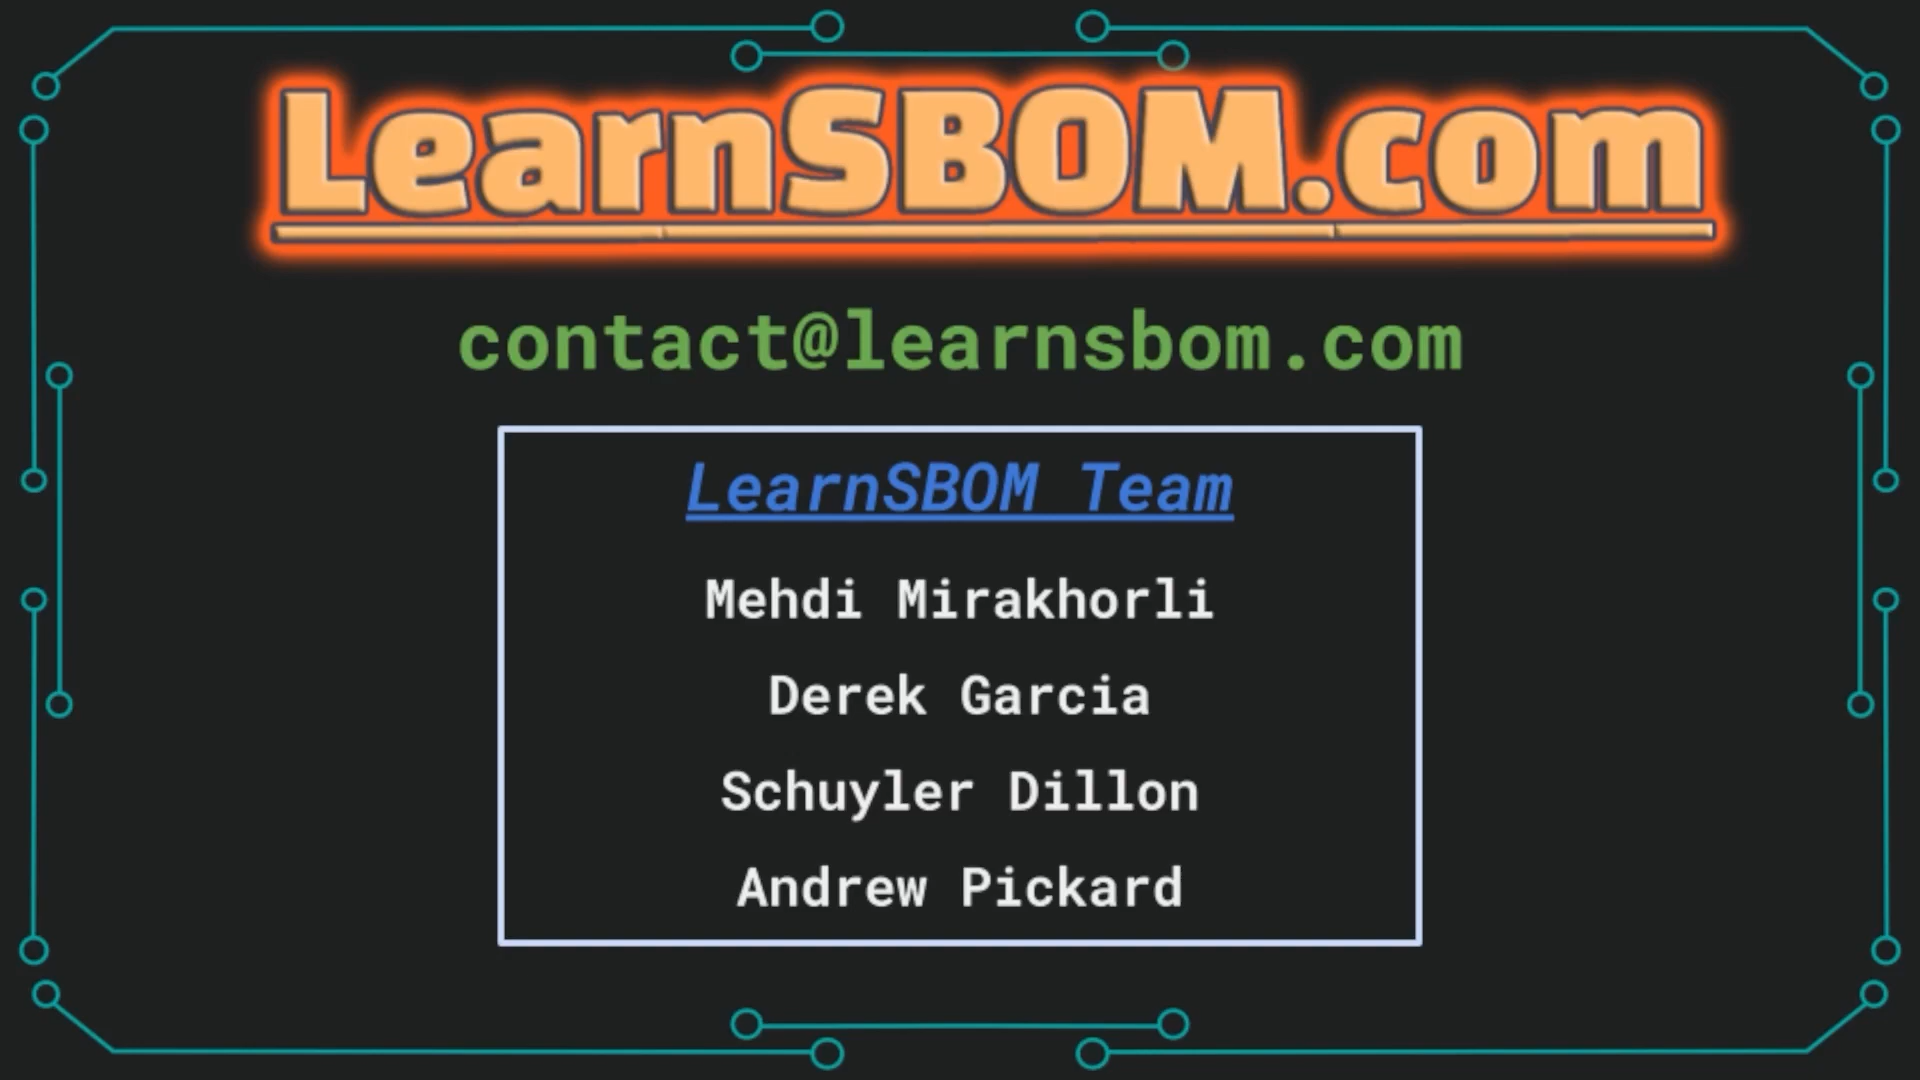 LearnSBOM.com
contact@learnsbom.com
LearnSBOM Team
Mehdi Mirakhorli
Derek Garcia
Schuyler Dillon
Andrew Pickard